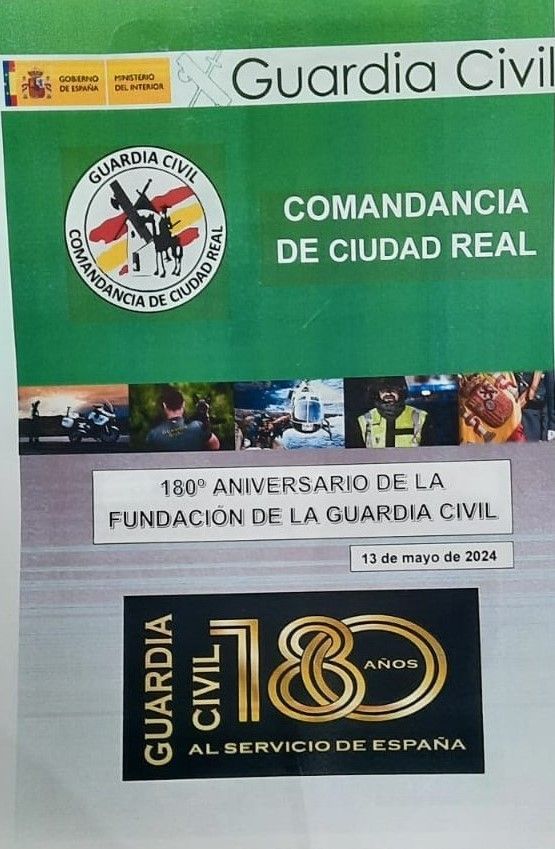 GOBIERNO
DE ESPAÑA
MINISTERIO
DEL INTERIOR
Guardia Civil
GUARDIA CIVIL
COMANDANCIA DE CIUDAD REAL
COMANDANCIA
DE CIUDAD REAL
180º ANIVERSARIO DE LA
FUNDACIÓN DE LA GUARDIA CIVIL
13 de mayo de 2024
GUARDIA
CIVIL
180
AÑOS
AL SERVICIO DE ESPAÑA